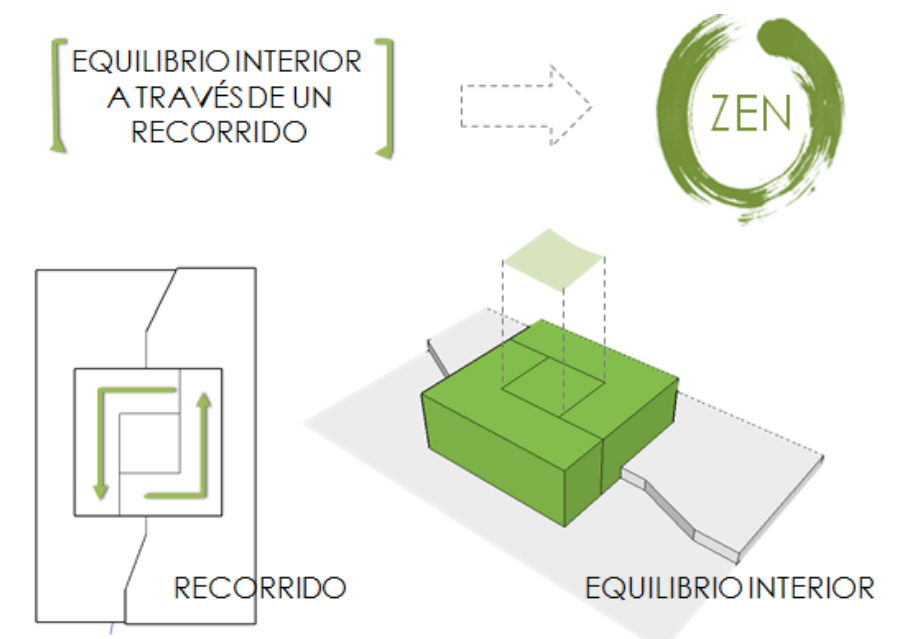 EQUILIBRIO INTERIOR
A TRAVÉS DE UN
RECORRIDO
ZEN
RECORRIDO
EQUILIBRIO INTERIOR